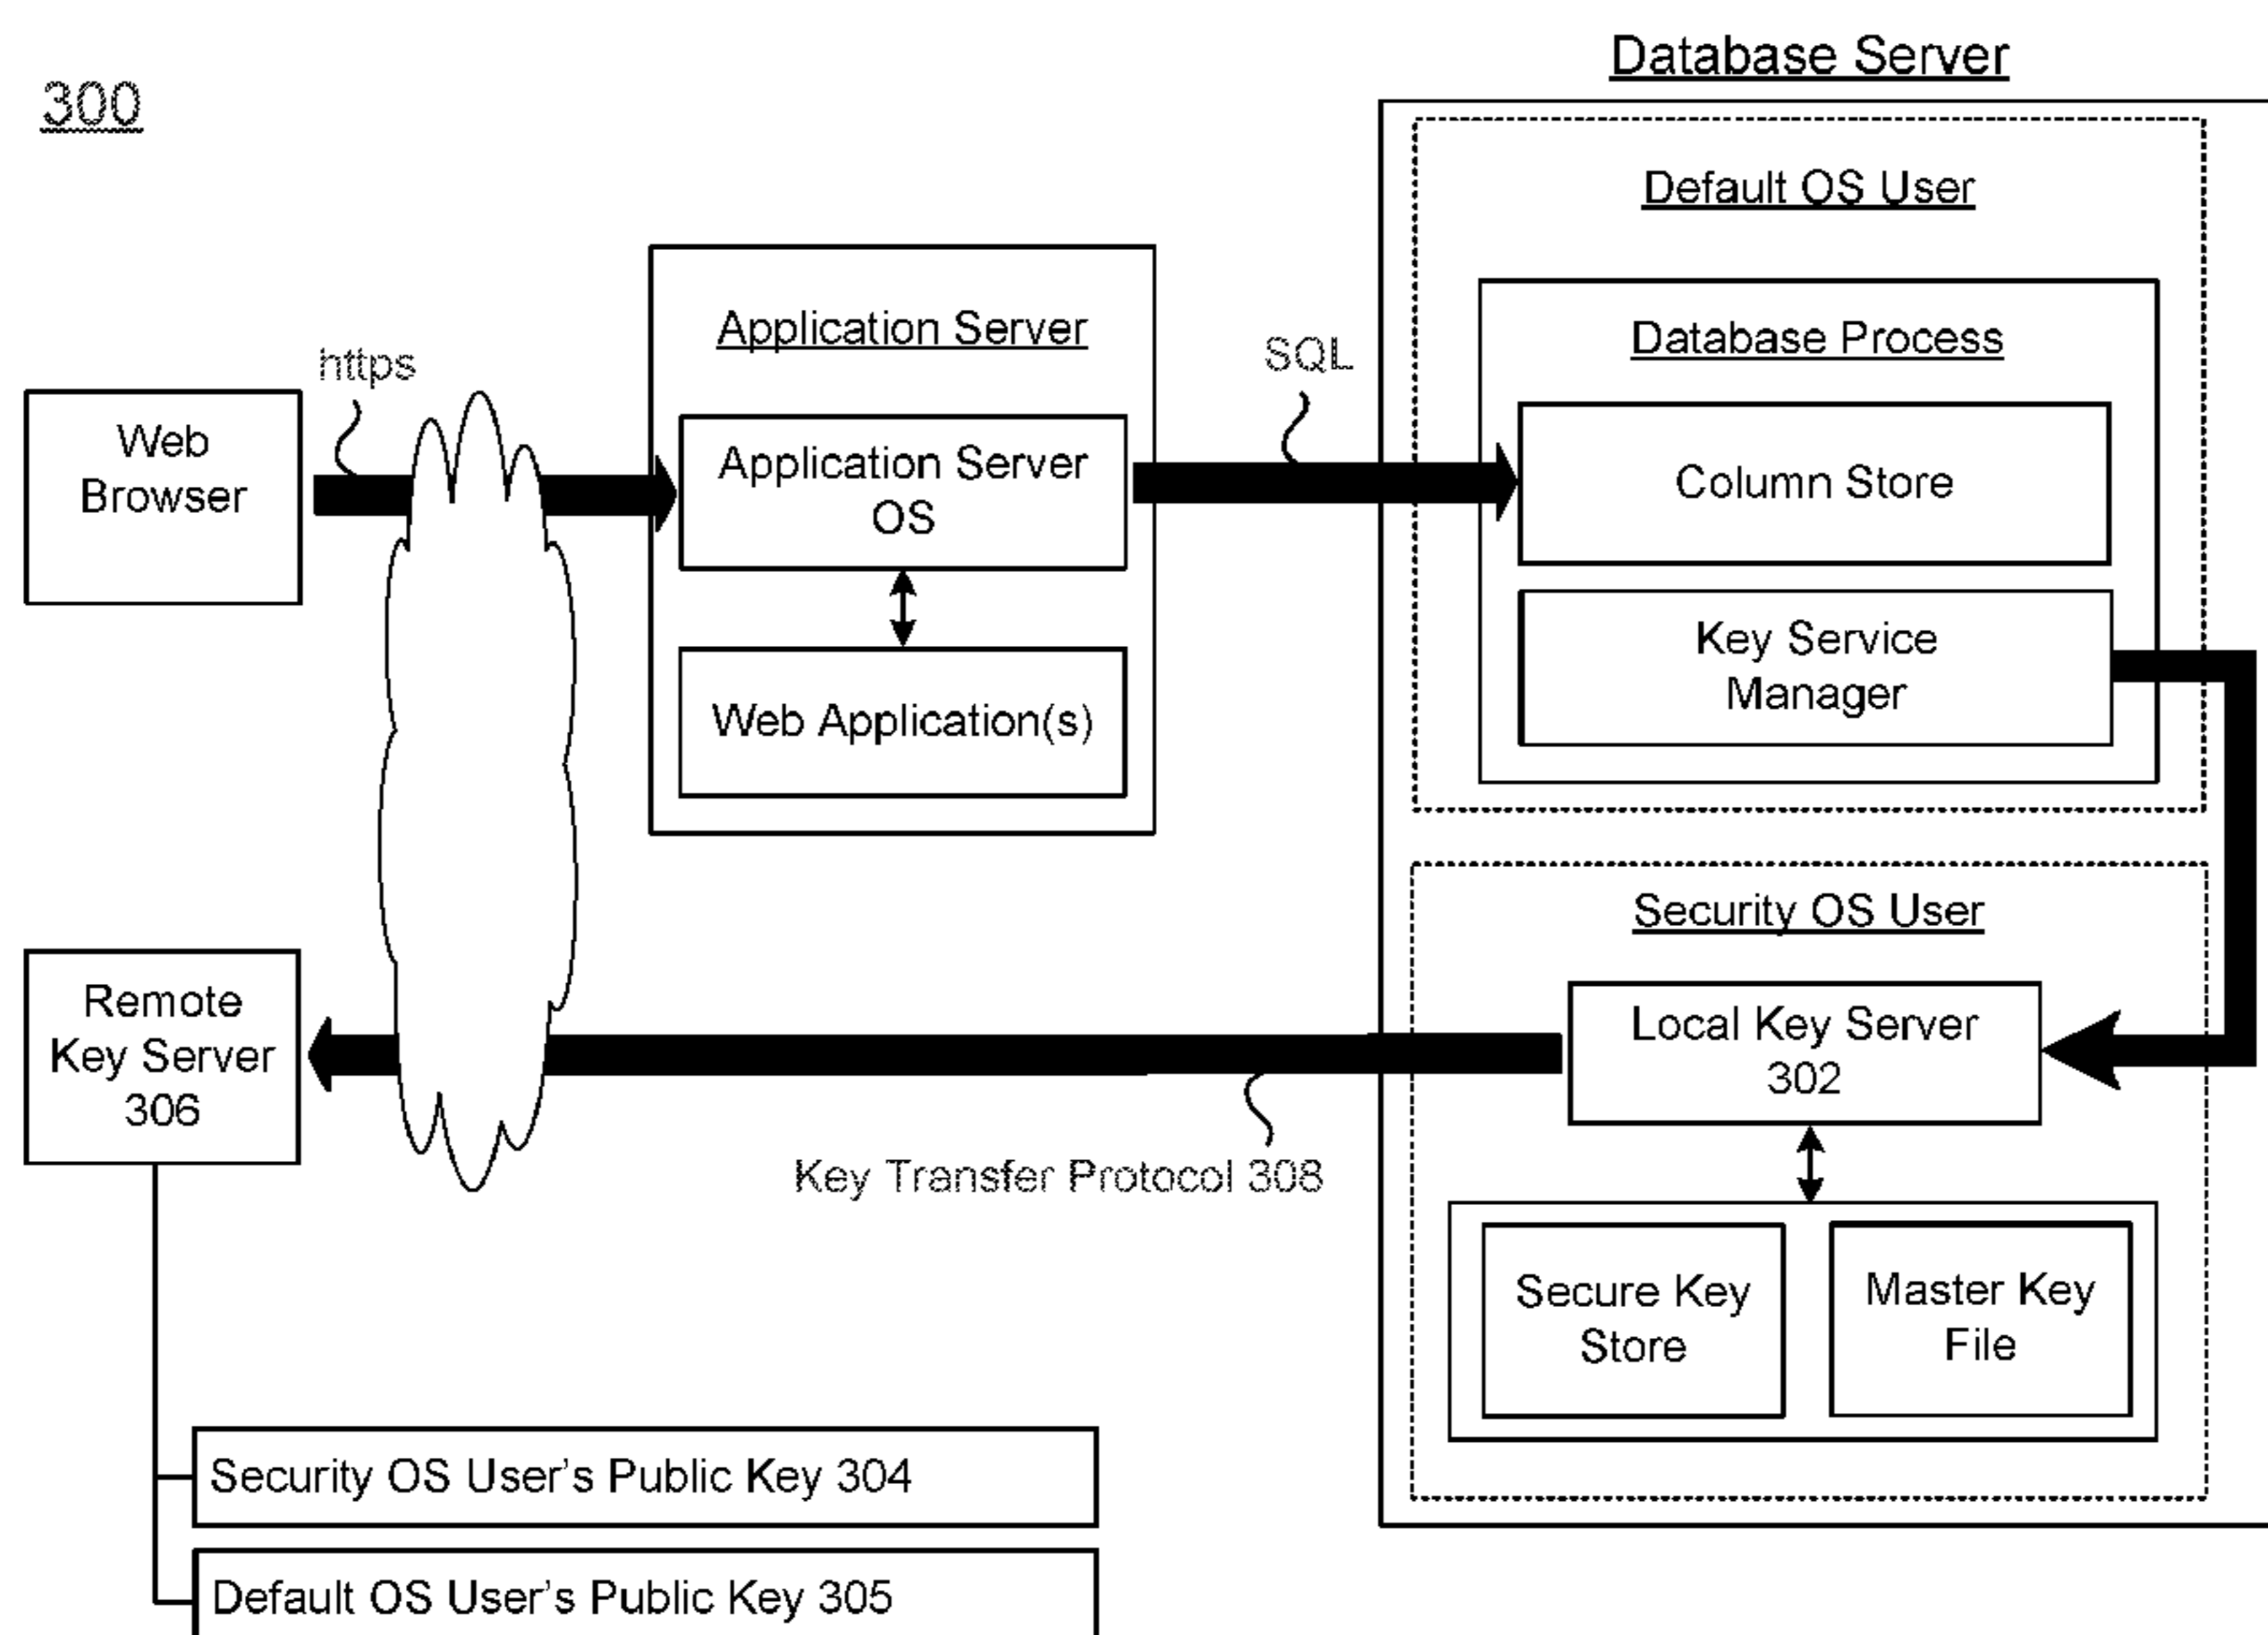 300
Database Server
Default OS User
Database Process
Column Store
Key Service
Manager
SQL
Application Server
Application Server
OS
Web Application(s)
https
Web
Browser
Security OS User
Local Key Server
302
Secure Key
Store
Master Key
File
Key Transfer Protocol 308
Remote
Key Server
306
Security OS User's Public Key 304
Default OS User's Public Key 305